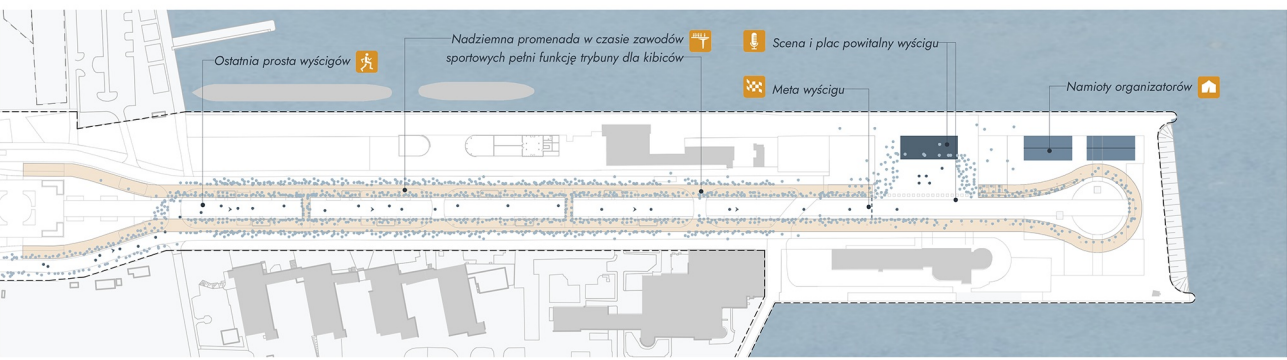 Ostatnia prosta wyścigów
Nadziemna promenada w czasie zawodów
sportowych pełni funkcję trybuny dla kibiców
Scena i plac powitalny wyścigu
Meta wyścigu
Namioty organizatorów